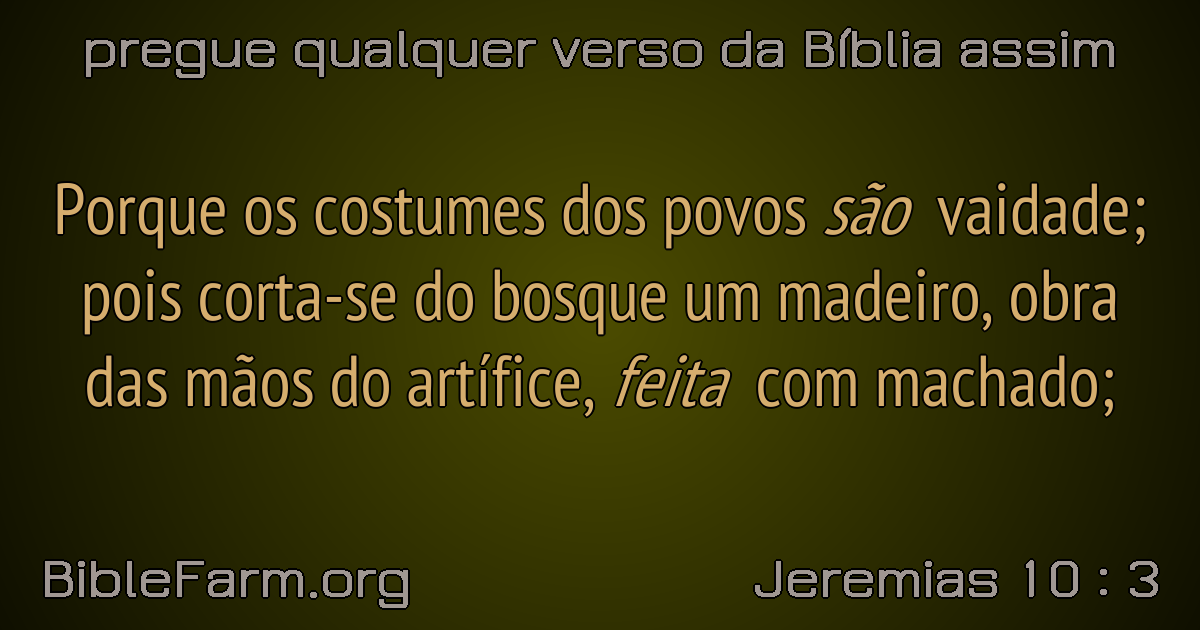 pregue qualquer verso da Bíblia assim
Porque os costumes dos povos são vaidade;
pois corta-se do bosque um madeiro, obra
das mãos do artífice, feita com machado;
BibleFarm.org
Jeremias 10 : 3